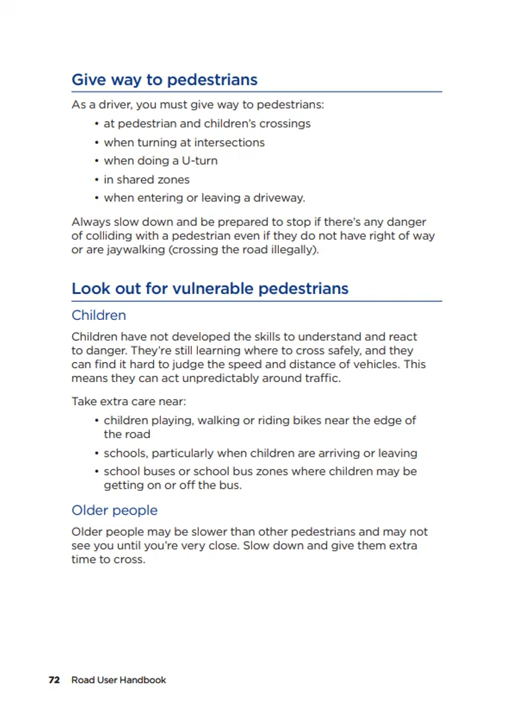 Give way to pedestrians
As a driver, you must give way to pedestrians:
• at pedestrian and children's crossings
• when turning at intersections
• when doing a U-turn
• in shared zones
• when entering or leaving a driveway.
Always slow down and be prepared to stop if there's any danger
of colliding with a pedestrian even if they do not have right of way
or are jaywalking (crossing the road illegally).
Look out for vulnerable pedestrians
Children
Children have not developed the skills to understand and react
to danger. They're still learning where to cross safely, and they
can find it hard to judge the speed and distance of vehicles. This
means they can act unpredictably around traffic.
Take extra care near:
• children playing, walking or riding bikes near the edge of
the road
• schools, particularly when children are arriving or leaving
• school buses or school bus zones where children may be
getting on or off the bus.
Older people
Older people may be slower than other pedestrians and may not
see you until you're very close. Slow down and give them extra
time to cross.
72 Road User Handbook